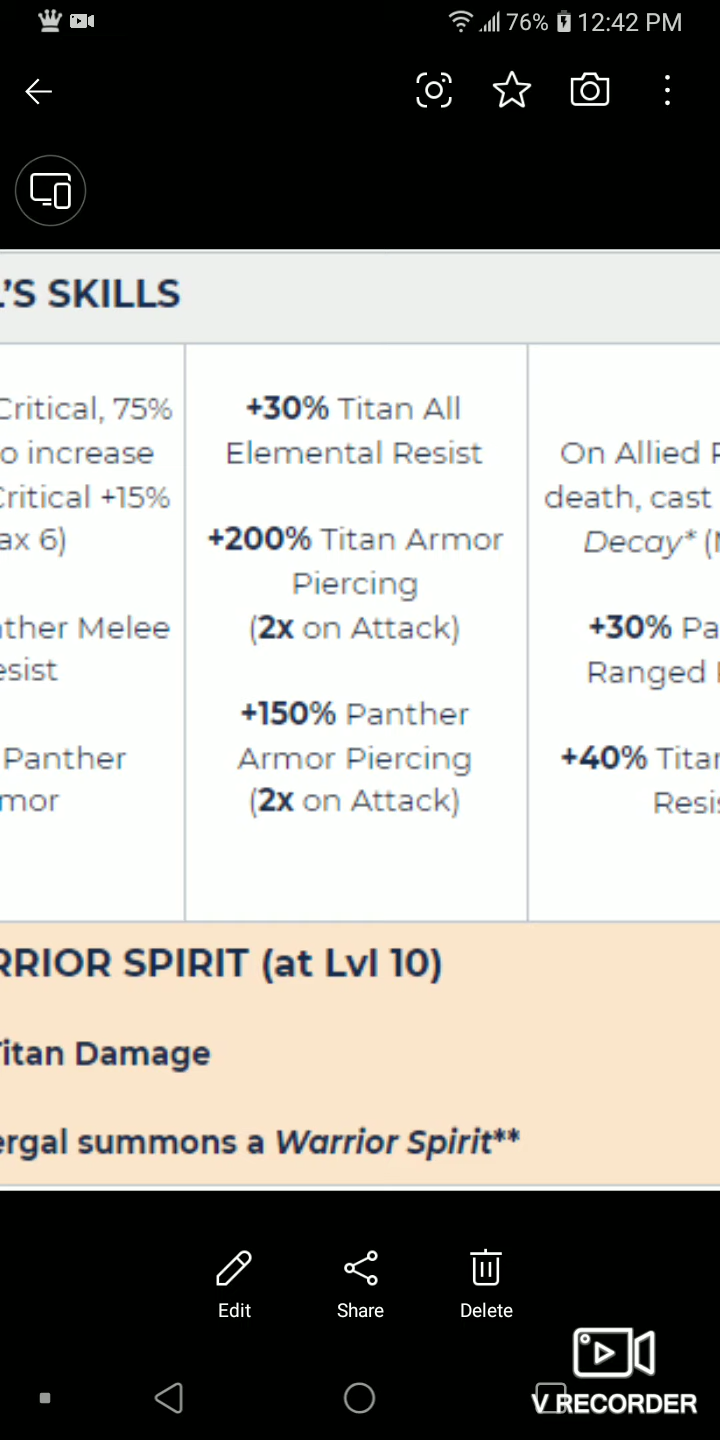 76% 12:42 PM
'S SKILLS
Critical, 75%
o increase
Critical +15%
ax 6)
ther Melee
esist
Panther
mor
+30% Titan All
Elemental Resist
+200% Titan Armor
Piercing
(2x on Attack)
+150% Panther
Armor Piercing
(2x on Attack)
On Allied
death, cast
Decay* (
+30% Pa
Ranged
+40% Titan
Resis
RRIOR SPIRIT (at Lvl 10)
Titan Damage
ergal summons a Warrior Spirit**
Edit Share Delete
V RECORDER